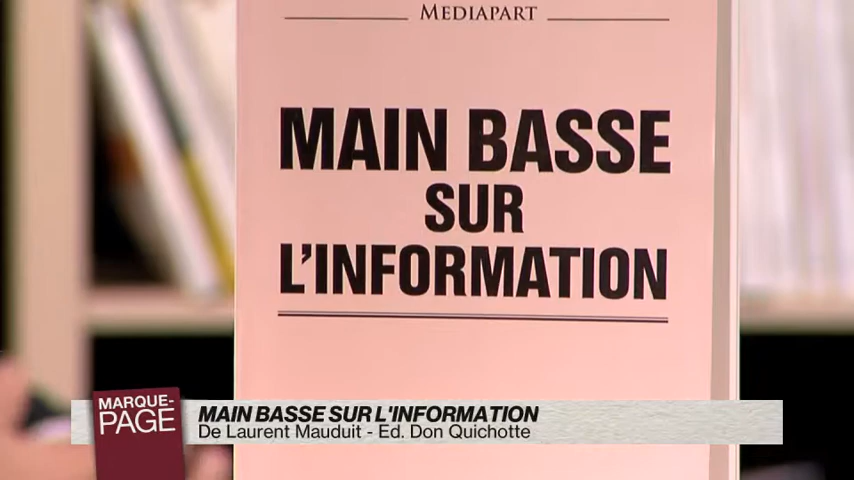 MEDIAPART
MAIN BASSE
SUR
L'INFORMATION
MARQUE-
PAGE
MAIN BASSE SUR L'INFORMATION
De Laurent Mauduit - Ed. Don Quichotte